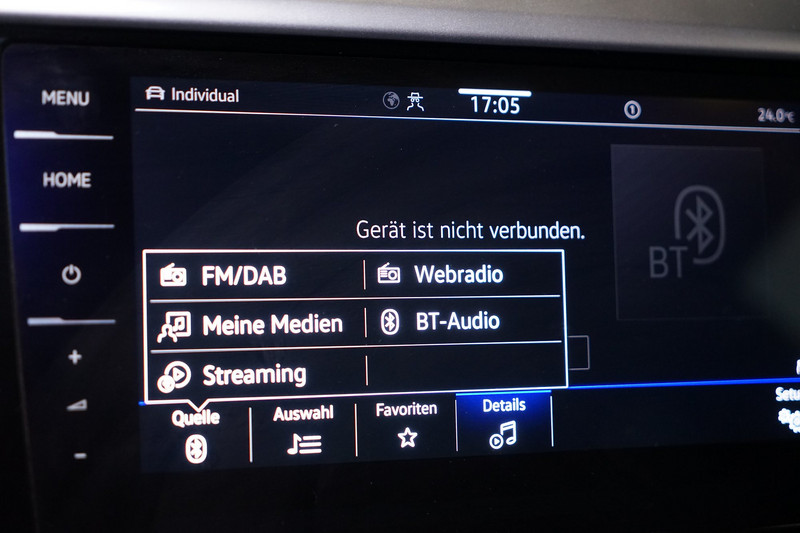 MENU
HOME
Individual
17:05
1
24.0°C
Gerät ist nicht verbunden.
BT
FM/DAB
Webradio
Meine Medien
BT-Audio
Streaming
Quelle
Auswahl
Favoriten
Details